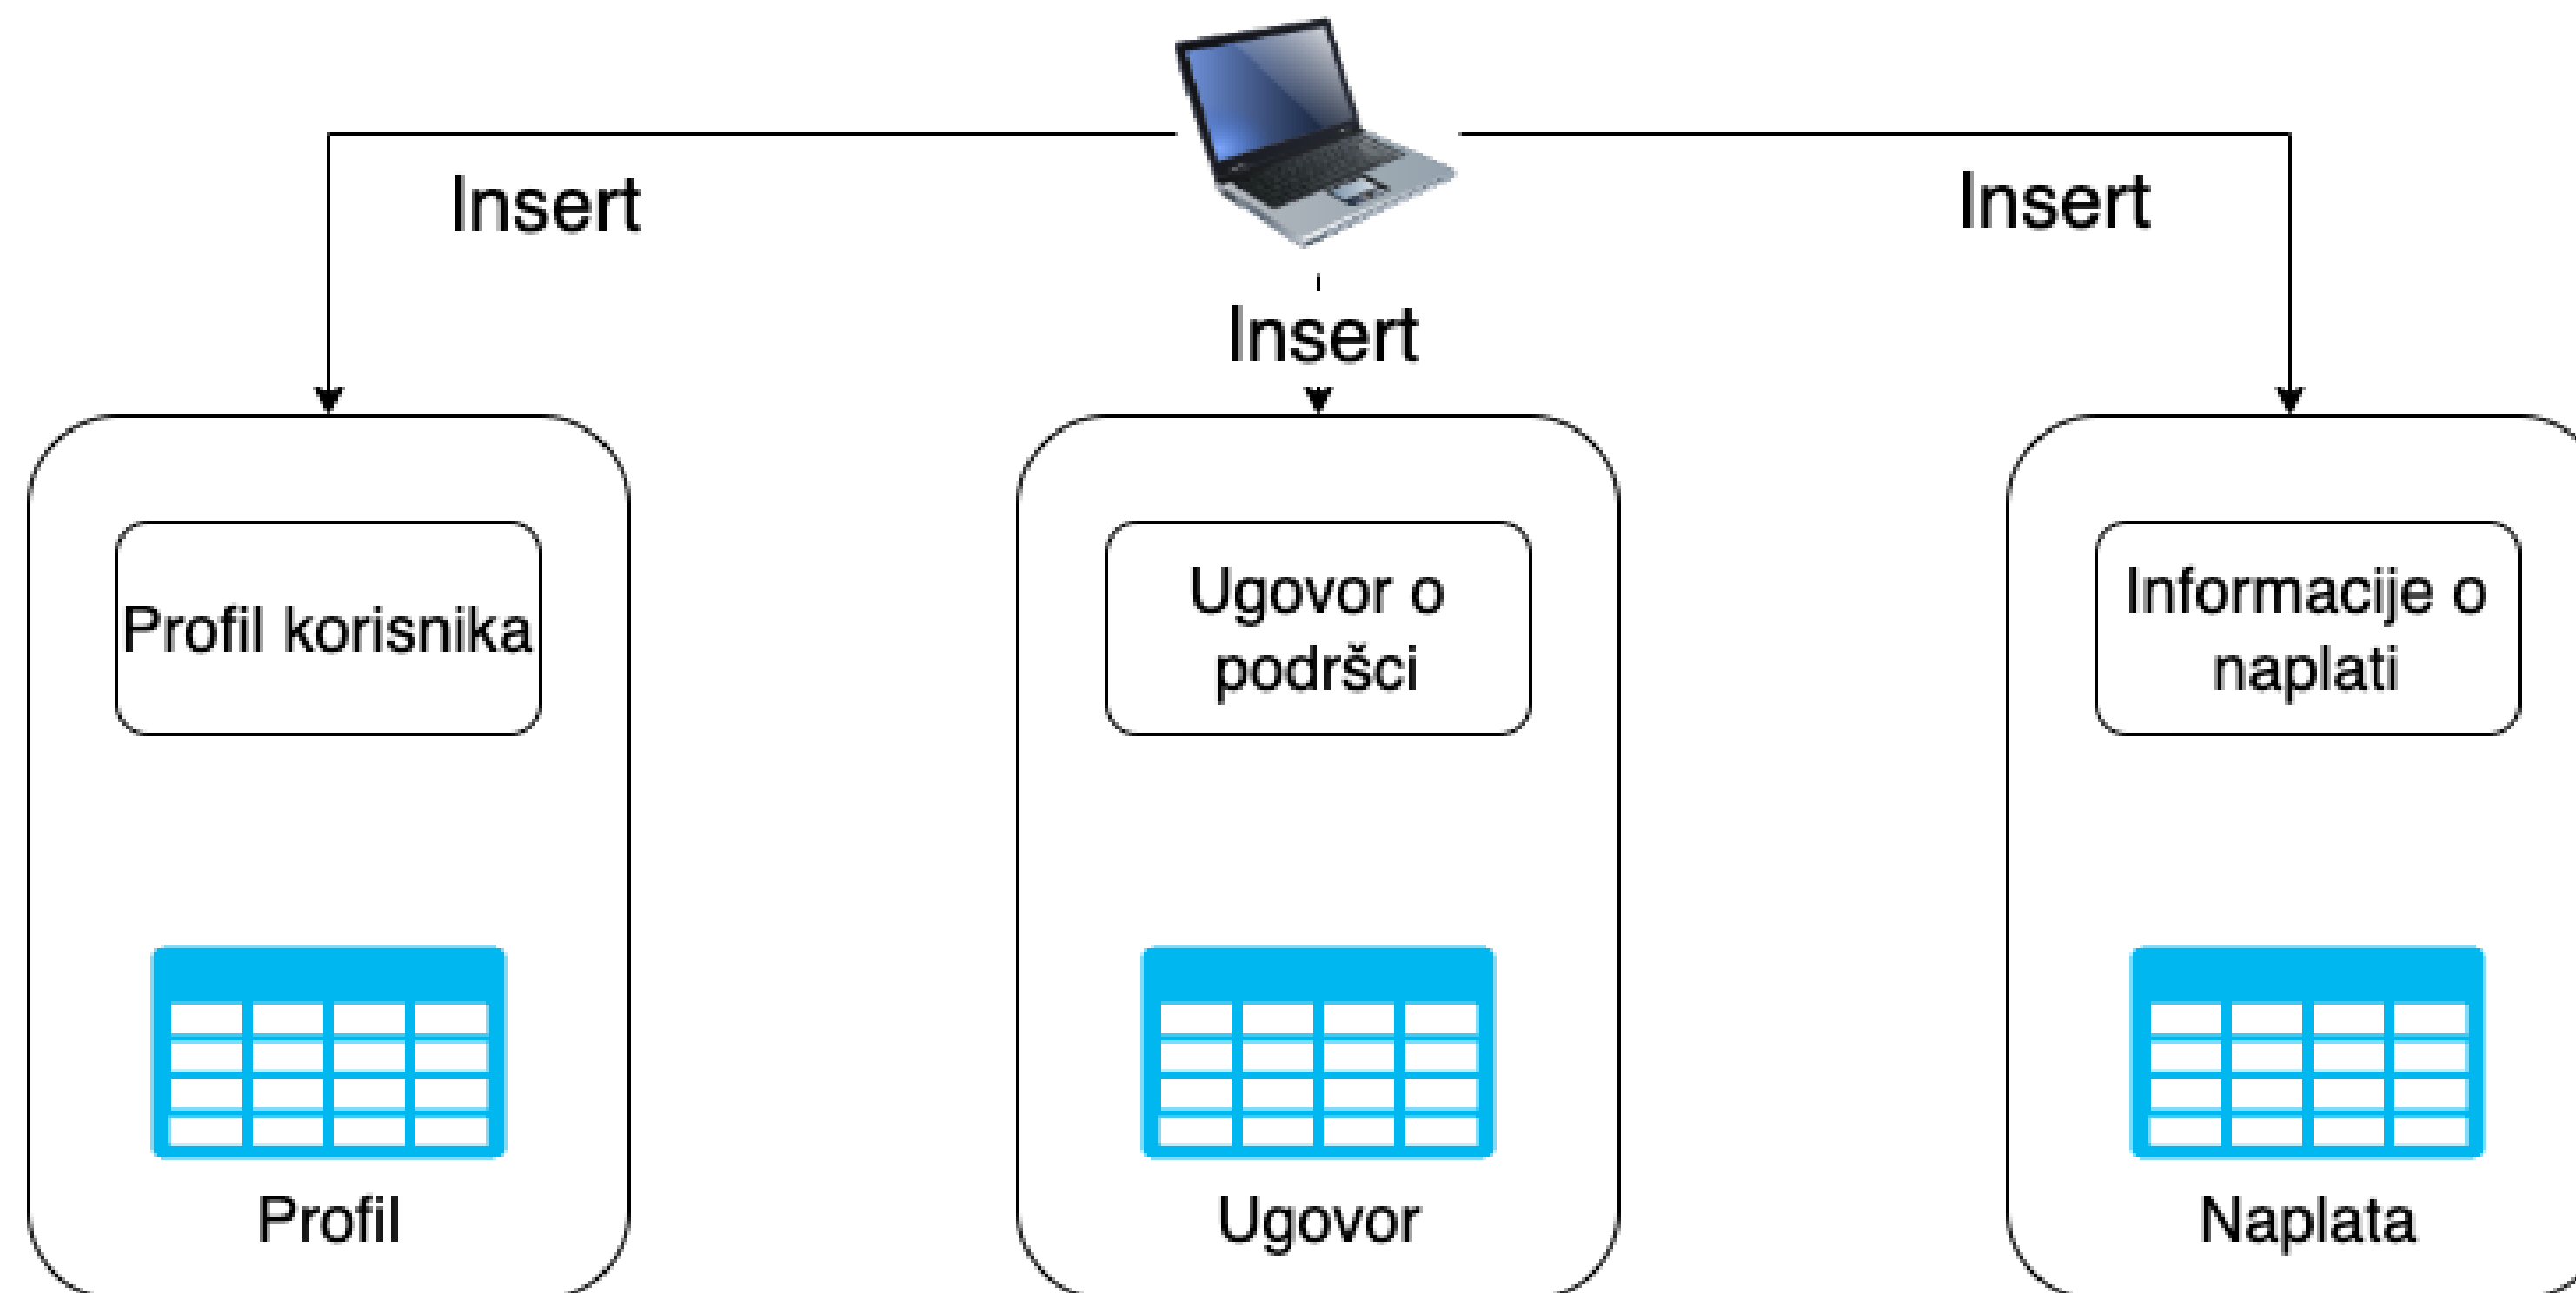 Insert
Insert
Insert
Profil korisnika
Ugovor o
podršci
Informacije o
naplati
Profil
Ugovor
Naplata